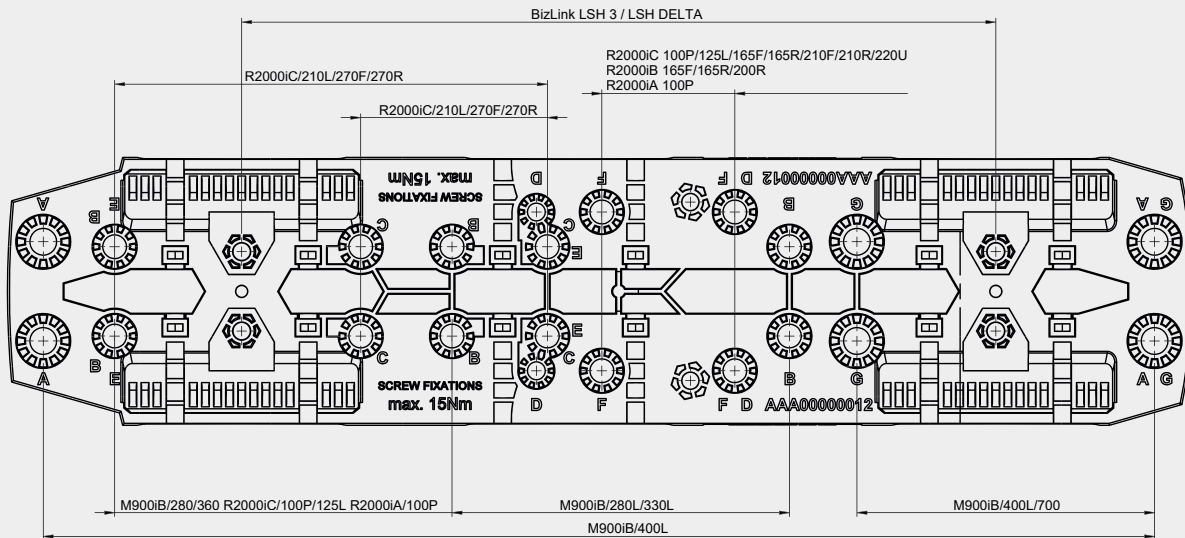 BizLink LSH 3 / LSH DELTA
R2000iC 100P/125L/165F/165R/210F/210R/220U
R2000iB 165F/165R/200R
R2000iA 100P
R2000iC/210L/270F/270R
R2000iC/210L/270F/270R
max. 15Nm
SCREW FIXATIONS
D F F D AAA00000012
A B E C B C E B G A G
A B E C B E C B G A G
SCREW FIXATIONS
max. 15Nm
D F F D AAA00000012
M900iB/280/360 R2000iC/100P/125L R2000iA/100P
M900iB/280L/330L
M900iB/400L/700
M900iB/400L